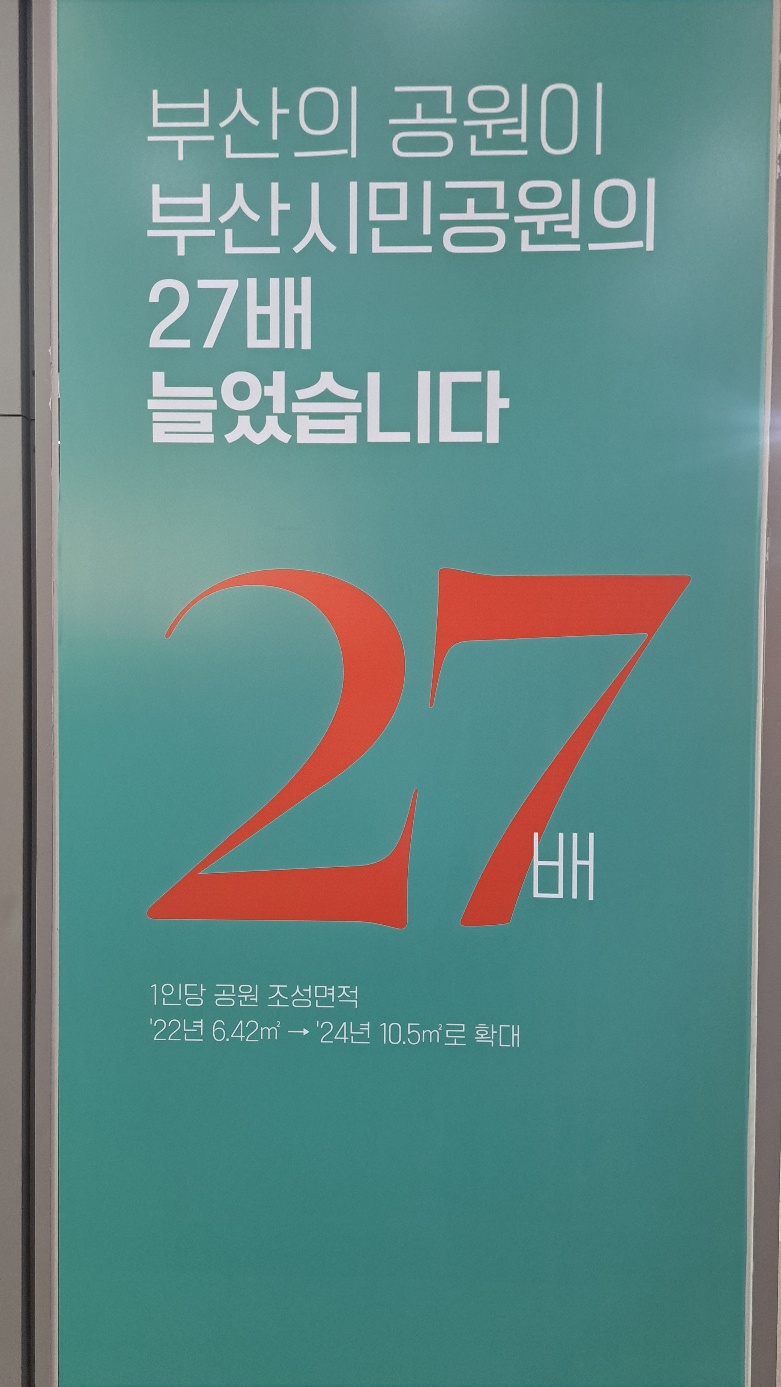 부산의 공원이
부산시민공원의
27배
늘었습니다
27배
1인당 공원 조성면적
'22년 6.42㎡ → '24년 10.5㎡로 확대